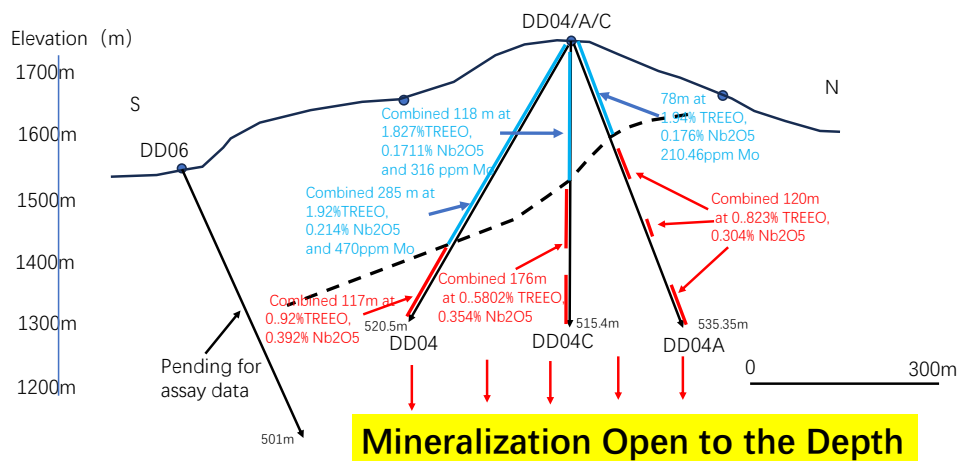 DD04/A/C
Elevation（m）
1700m
S
N
78m at
1.94% TREEO,
0.176% Nb2O5
210.46ppm Mo
Combined 118 m at
1.827%TREEO,
0.1711% Nb2O5
and 316 ppm Mo
1600m
DD06
1500m
Combined 285 m at
1.92%TREEO,
0.214% Nb2O5
and 470ppm Mo
Combined 120m
at 0..823% TREEO,
0.304% Nb2O5
1400m
Combined 176m
at 0..5802% TREEO,
0.354% Nb2O5
Combined 117m at
0..92%TREEO,
0.392% Nb2O5
1300m
520.5m
515.4m
535.35m
DD04
DD04C
DD04A
Pending for
assay data
0
300m
1200m
501m
Mineralization Open to the Depth